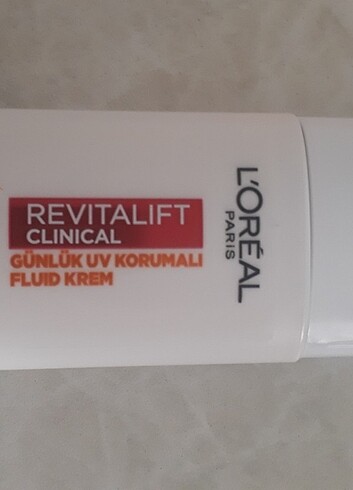 REVITALIFT
CLINICAL
GÜNLÜK UV KORUMALI
FLUID KREM
L'ORÉAL
PARiS